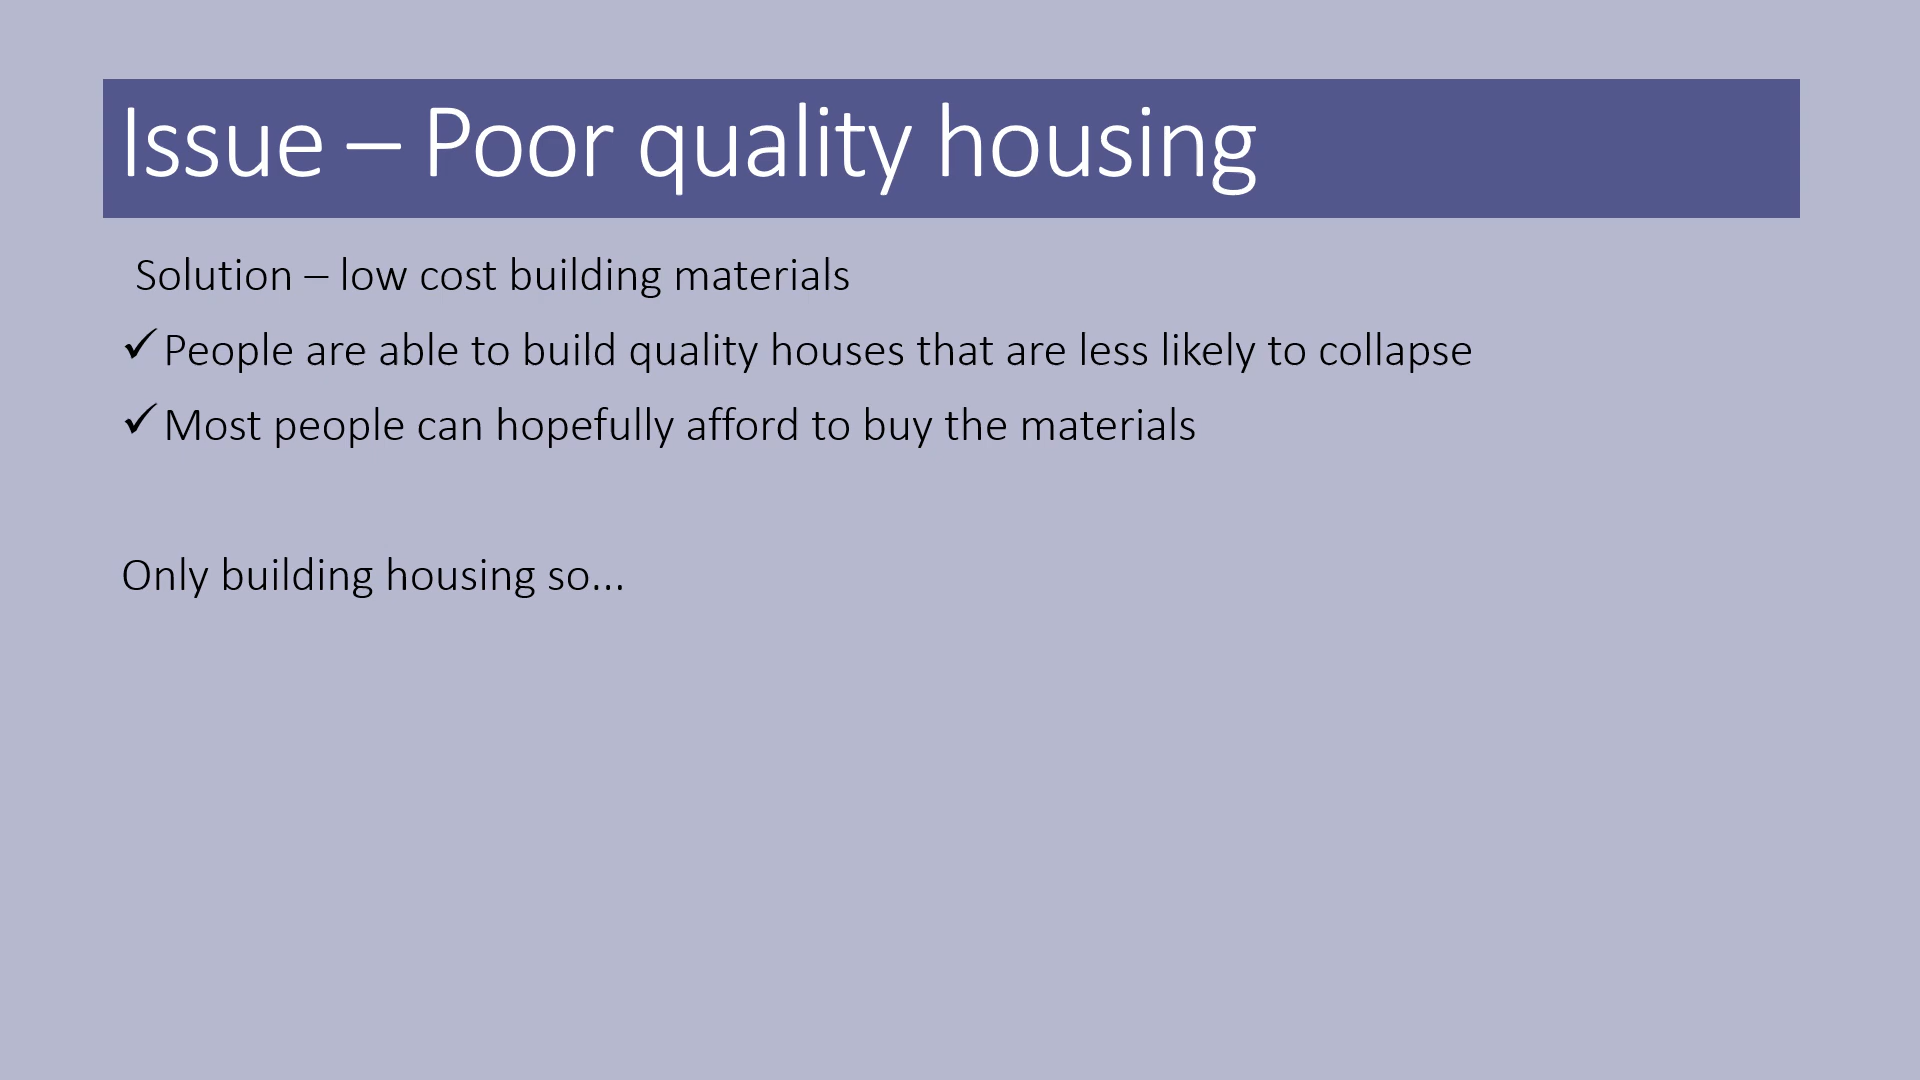 Issue – Poor quality housing
Solution – low cost building materials
✓ People are able to build quality houses that are less likely to collapse
✓ Most people can hopefully afford to buy the materials
Only building housing so...